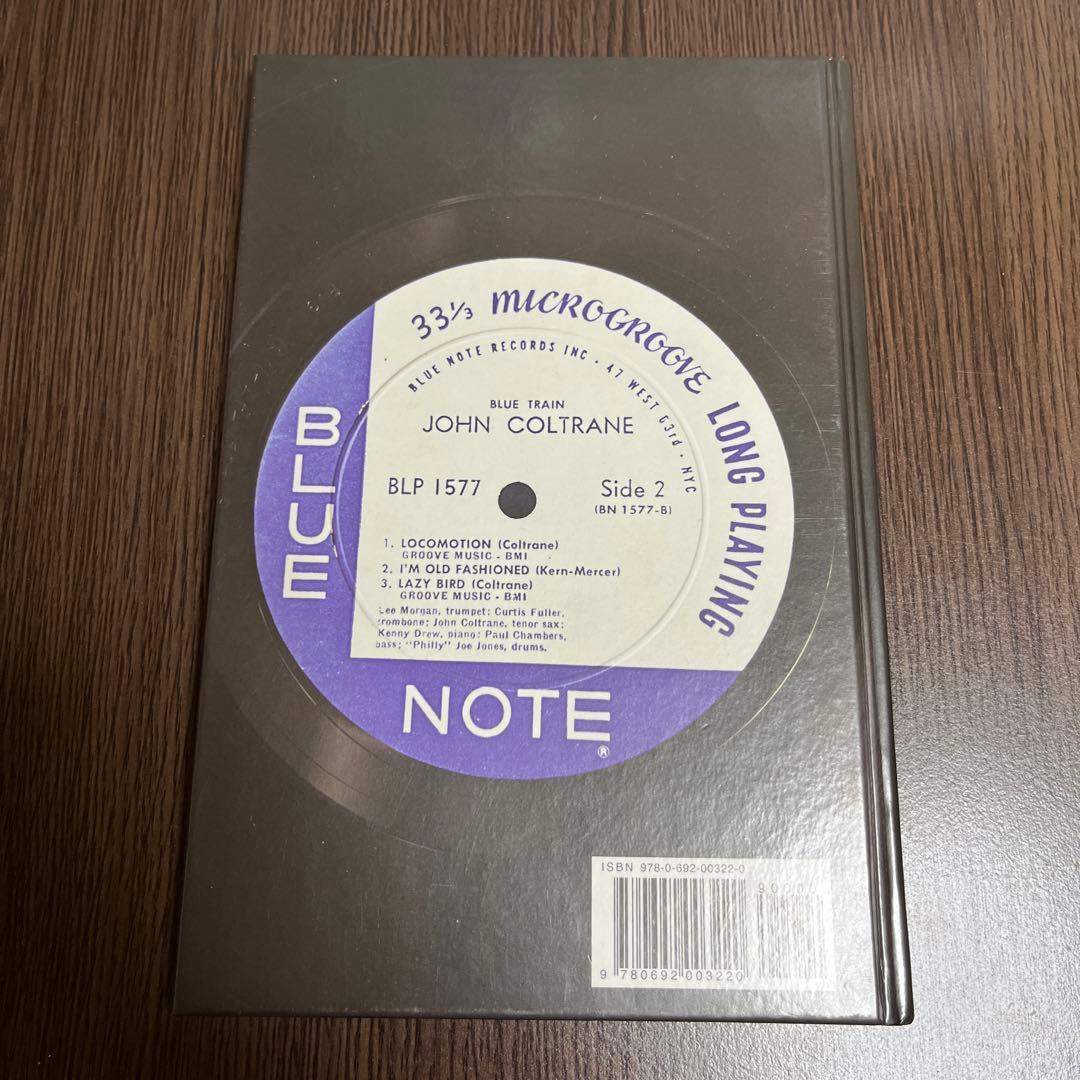 33⅓ MICROGROOVE LONG PLAYING
BLUE NOTE RECORDS INC · 47 WEST 63rd · NYC
BLUE TRAIN
JOHN COLTRANE
BLUE
BLP 1577 Side 2
(BN 1577-B)
1. LOCOMOTION (Coltrane)
GROOVE MUSIC - BMI
2. I'M OLD FASHIONED (Kern-Mercer)
3. LAZY BIRD (Coltrane)
GROOVE MUSIC - BMI
Lee Morgan, trumpet; Curtis Fuller,
trombone; John Coltrane, tenor sax;
Kenny Drew, piano; Paul Chambers,
bass; "Philly" Joe Jones, drums.
NOTE
®
ISBN 978-0-692-00322-0
90000
9 780692 003220